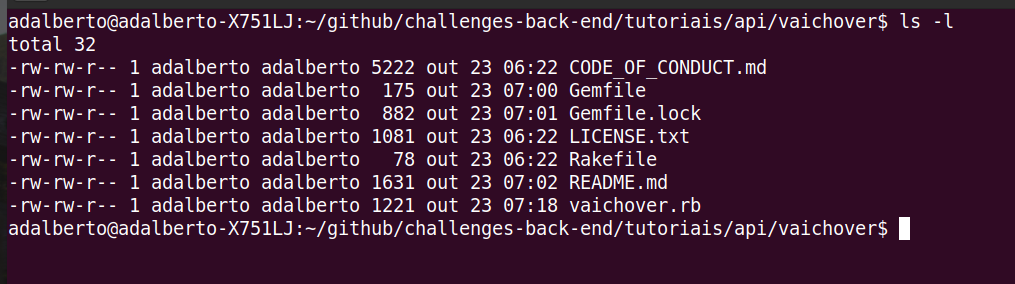 adalberto@adalberto-X751LJ:~/github/challenges-back-end/tutoriais/api/vaichover$ ls -l
total 32
-rw-rw-r-- 1 adalberto adalberto 5222 out 23 06:22 CODE_OF_CONDUCT.md
-rw-rw-r-- 1 adalberto adalberto  175 out 23 07:00 Gemfile
-rw-rw-r-- 1 adalberto adalberto  882 out 23 07:01 Gemfile.lock
-rw-rw-r-- 1 adalberto adalberto 1081 out 23 06:22 LICENSE.txt
-rw-rw-r-- 1 adalberto adalberto   78 out 23 06:22 Rakefile
-rw-rw-r-- 1 adalberto adalberto 1631 out 23 07:02 README.md
-rw-rw-r-- 1 adalberto adalberto 1221 out 23 07:18 vaichover.rb
adalberto@adalberto-X751LJ:~/github/challenges-back-end/tutoriais/api/vaichover$